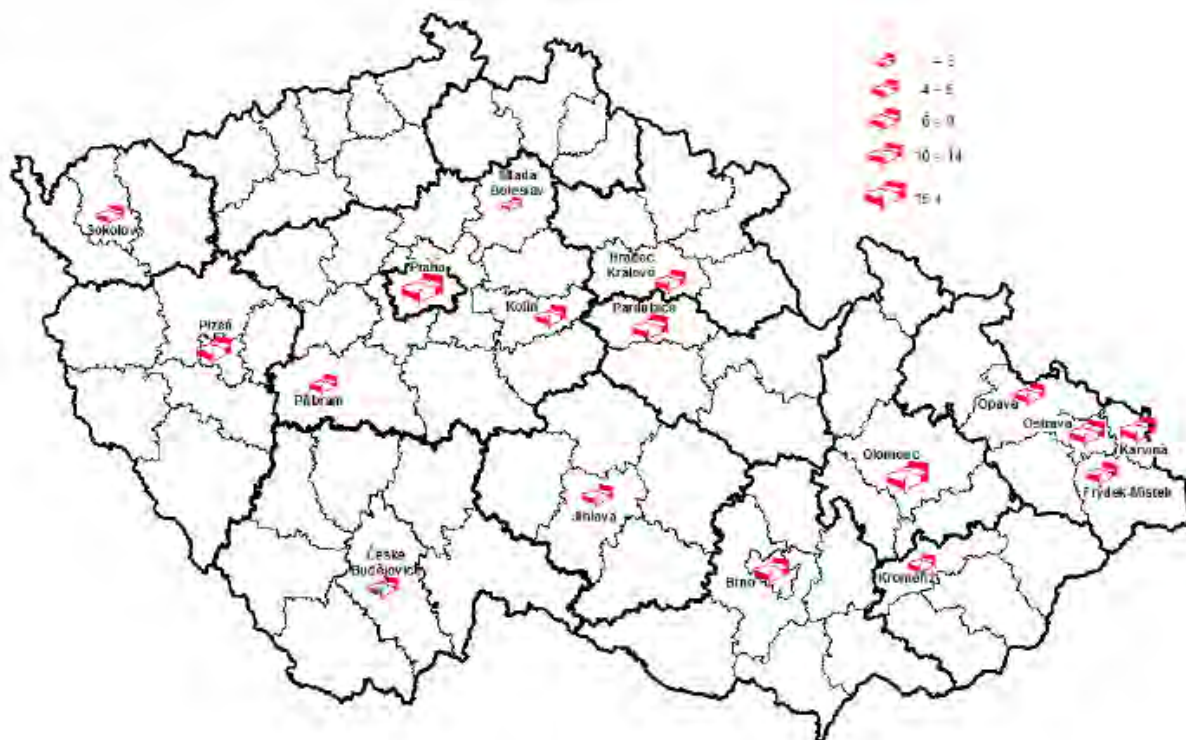 4 – 5
6 – 9
10 – 14
15 +
Mladá
Boleslav
Sokolov
Hradec
Králové
Praha
Kolín
Pardubice
Plzeň
Příbram
Opava
Ostrava
Karviná
Olomouc
Frýdek-Místek
Jihlava
České
Budějovice
Brno
Kroměříž